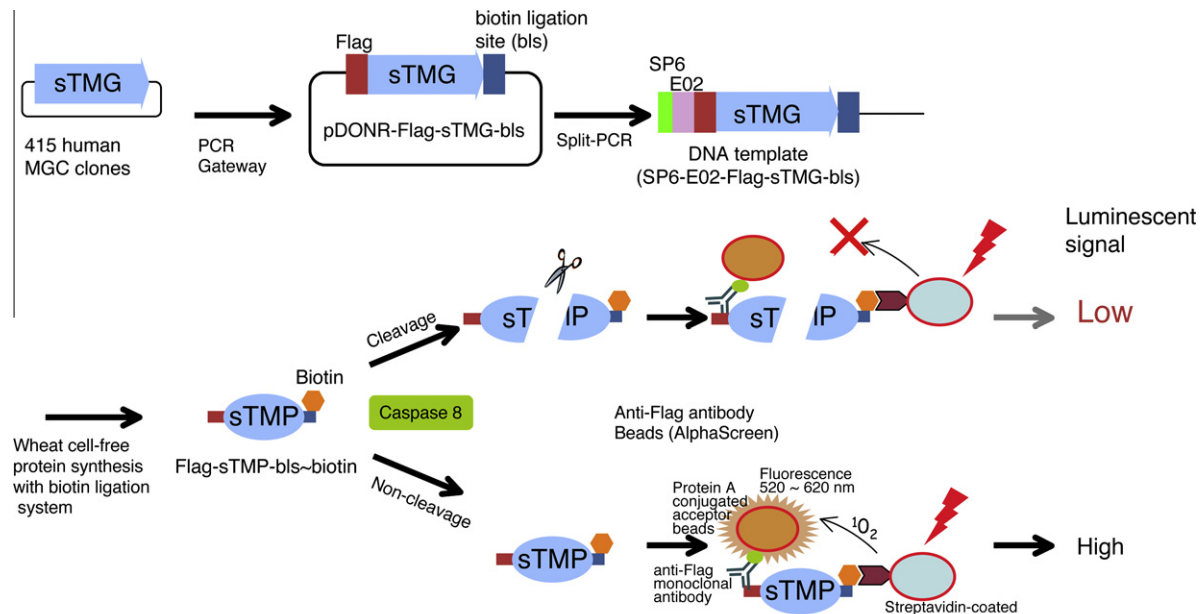 biotin ligation
site (bls)
Flag
sTMG
sTMG
SP6
E02
sTMG
pDONR-Flag-sTMG-bls
415 human
MGC clones
PCR
Gateway
Split-PCR
DNA template
(SP6-E02-Flag-sTMG-bls)
Luminescent
signal
Cleavage
sT IP
sT IP
Low
Biotin
sTMP
Caspase 8
Wheat cell-free
protein synthesis
with biotin ligation
system
Flag-sTMP-bls~biotin
Non-cleavage
Anti-Flag antibody
Beads (AlphaScreen)
Protein A
conjugated
acceptor
beads
Fluorescence
520 ~ 620 nm
¹O₂
sTMP
anti-Flag
monoclonal
antibody
sTMP
Streptavidin-coated
High